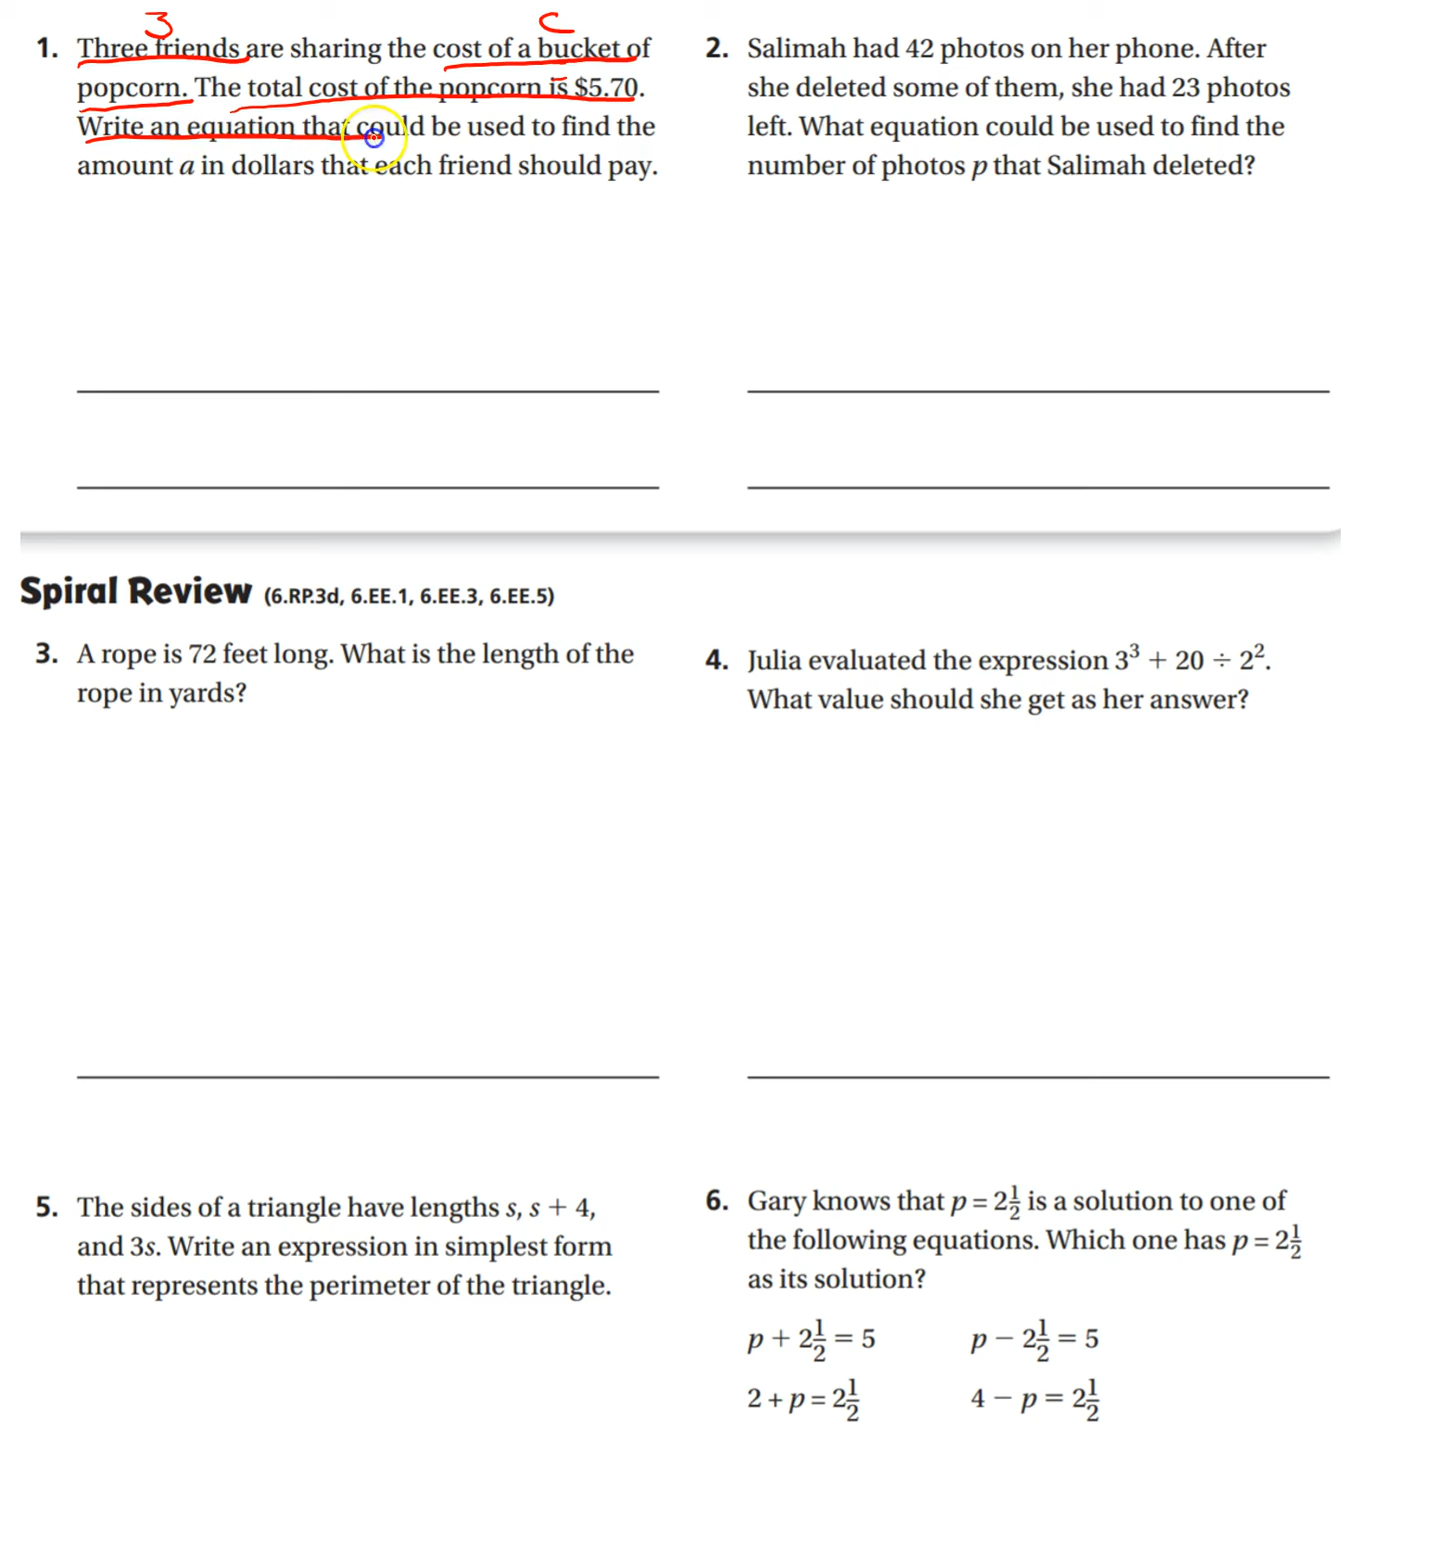 3 c
1. Three friends are sharing the cost of a bucket of
popcorn. The total cost of the popcorn is $5.70.
Write an equation that could be used to find the
amount a in dollars that each friend should pay.
2. Salimah had 42 photos on her phone. After
she deleted some of them, she had 23 photos
left. What equation could be used to find the
number of photos p that Salimah deleted?
Spiral Review (6.RP.3d, 6.EE.1, 6.EE.3, 6.EE.5)
3. A rope is 72 feet long. What is the length of the
rope in yards?
4. Julia evaluated the expression 3³ + 20 ÷ 2².
What value should she get as her answer?
5. The sides of a triangle have lengths s, s + 4,
and 3s. Write an expression in simplest form
that represents the perimeter of the triangle.
6. Gary knows that p = 2½ is a solution to one of
the following equations. Which one has p = 2½
as its solution?
p + 2½ = 5 p − 2½ = 5
2 + p = 2½ 4 − p = 2½